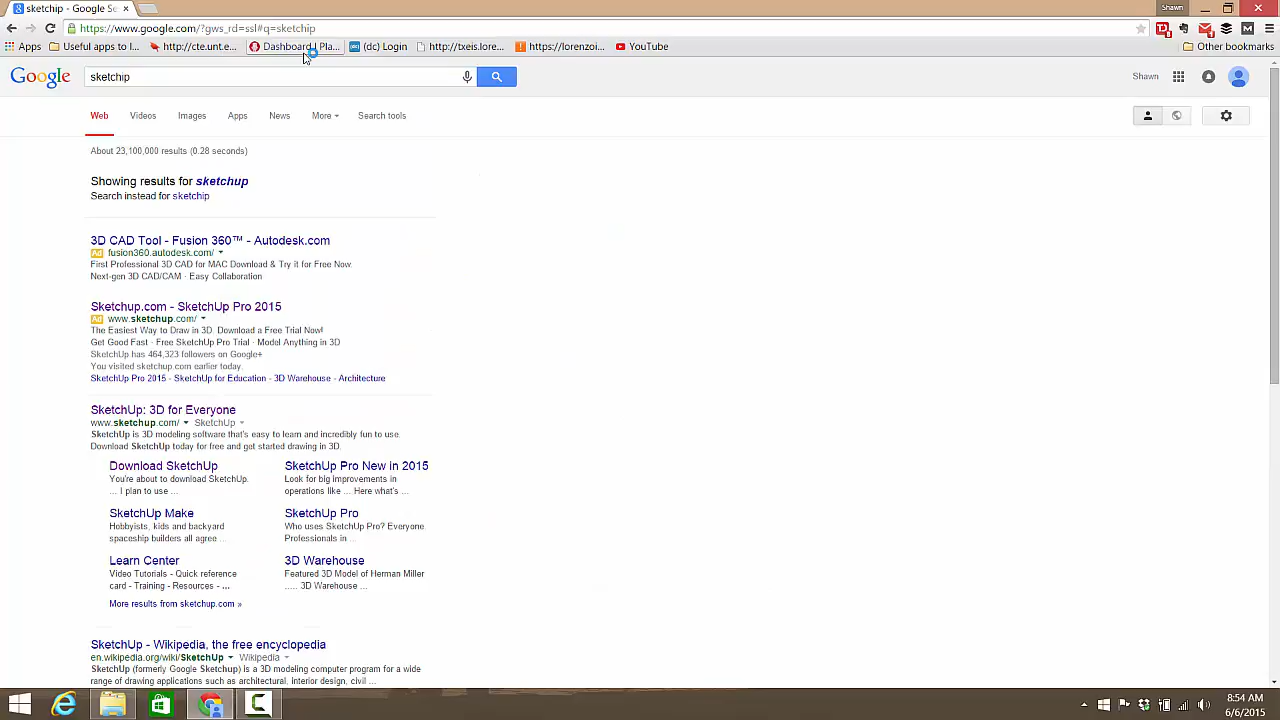 sketchip - Google Se
Shawn
https://www.google.com/?gws_rd=ssl#q=sketchip
Apps
Useful apps to l...
http://cte.unt.e...
Dashboard | Pla...
(dc) Login
http://txeis.lore...
https://lorenzoi...
YouTube
Other bookmarks
Google
sketchip
Shawn
Web
Videos
Images
Apps
News
More
Search tools
About 23,100,000 results (0.28 seconds)
Showing results for sketchup
Search instead for sketchip
3D CAD Tool - Fusion 360™ - Autodesk.com
Ad fusion360.autodesk.com/
First Professional 3D CAD for MAC Download & Try it for Free Now.
Next-gen 3D CAD/CAM · Easy Collaboration
Sketchup.com - SketchUp Pro 2015
Ad www.sketchup.com/
The Easiest Way to Draw in 3D. Download a Free Trial Now!
Get Good Fast · Free SketchUp Pro Trial · Model Anything in 3D
SketchUp has 464,323 followers on Google+
You visited sketchup.com earlier today.
SketchUp Pro 2015 - SketchUp for Education - 3D Warehouse - Architecture
SketchUp: 3D for Everyone
www.sketchup.com/ SketchUp
SketchUp is 3D modeling software that's easy to learn and incredibly fun to use.
Download SketchUp today for free and get started drawing in 3D.
Download SketchUp
You're about to download SketchUp.
... I plan to use ...
SketchUp Pro New in 2015
Look for big improvements in
operations like ... Here what's ...
SketchUp Make
Hobbyists, kids and backyard
spaceship builders all agree ...
SketchUp Pro
Who uses SketchUp Pro? Everyone.
Professionals in ...
Learn Center
Video Tutorials - Quick reference
card - Training - Resources - ...
3D Warehouse
Featured 3D Model of Herman Miller
..... 3D Warehouse ...
More results from sketchup.com »
SketchUp - Wikipedia, the free encyclopedia
en.wikipedia.org/wiki/SketchUp Wikipedia
SketchUp (formerly Google Sketchup) is a 3D modeling computer program for a wide
range of drawing applications such as architectural, interior design, civil ...
8:54 AM
6/6/2015